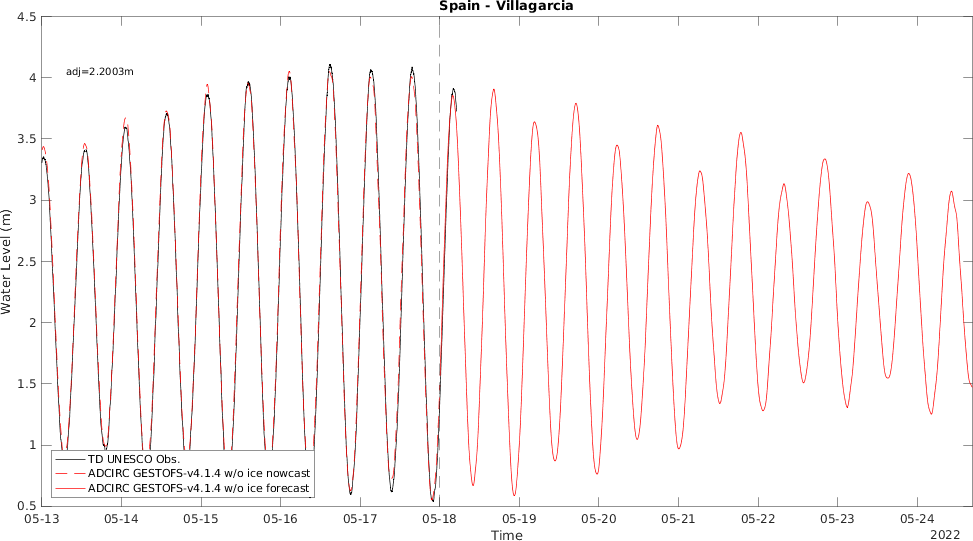 Spain - Villagarcia
4.5
4
3.5
3
2.5
2
1.5
1
0.5
Water Level (m)
adj=2.2003m
TD UNESCO Obs.
ADCIRC GESTOFS-v4.1.4 w/o ice nowcast
ADCIRC GESTOFS-v4.1.4 w/o ice forecast
05-13 05-14 05-15 05-16 05-17 05-18 05-19 05-20 05-21 05-22 05-23 05-24
Time
2022